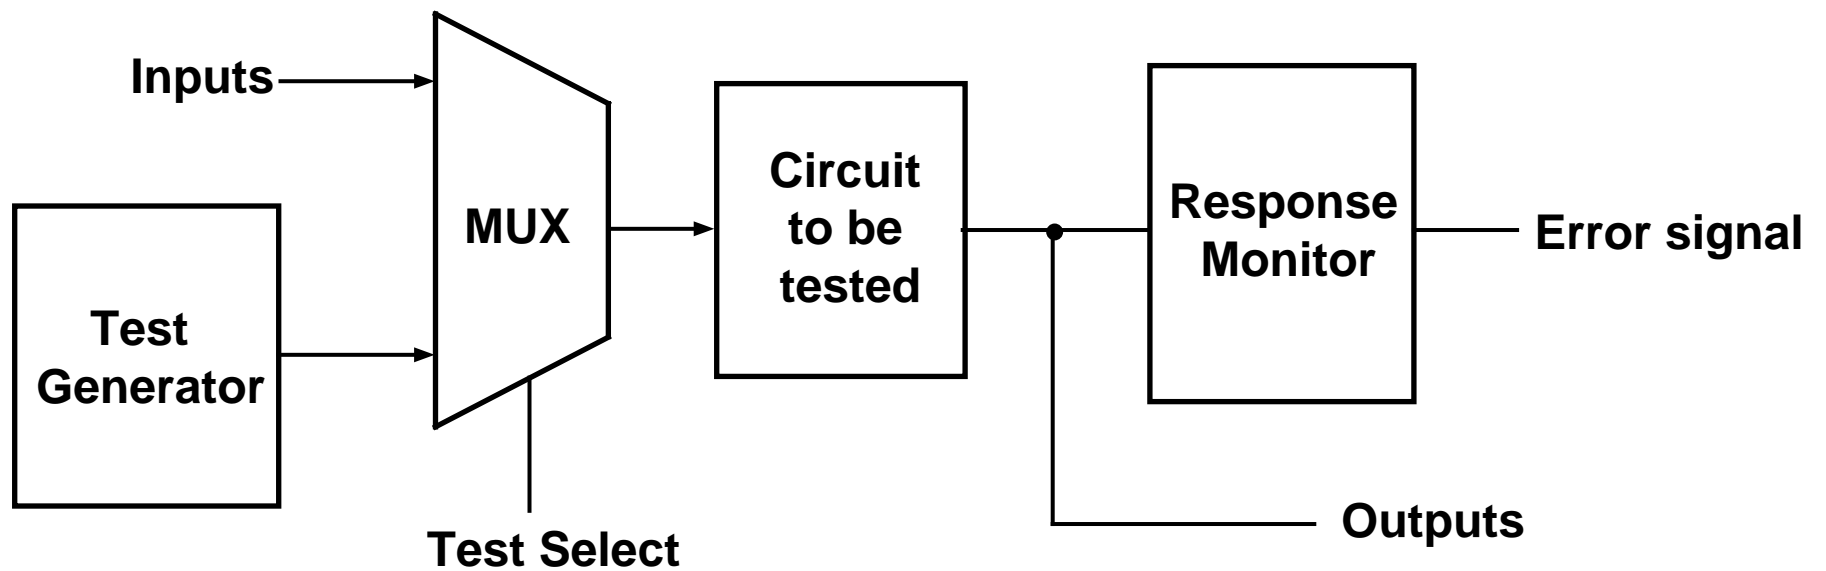 Inputs
Test
Generator
MUX
Test Select
Circuit
to be
tested
Response
Monitor
Error signal
Outputs